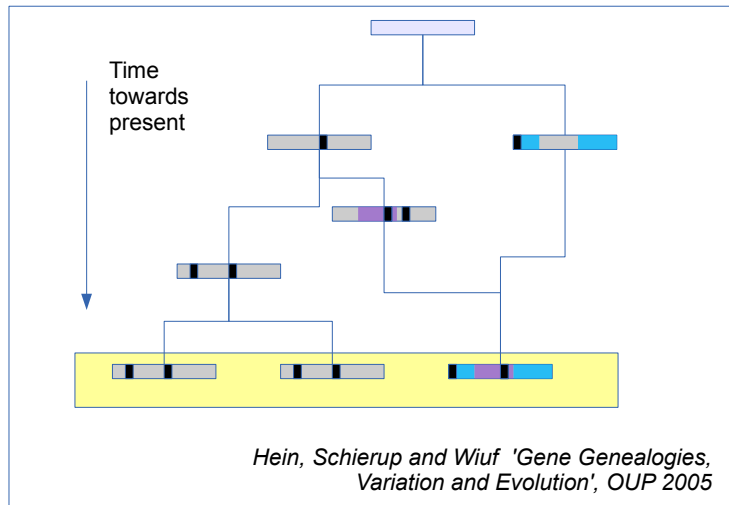 Time
towards
present
Hein, Schierup and Wiuf 'Gene Genealogies,
Variation and Evolution', OUP 2005